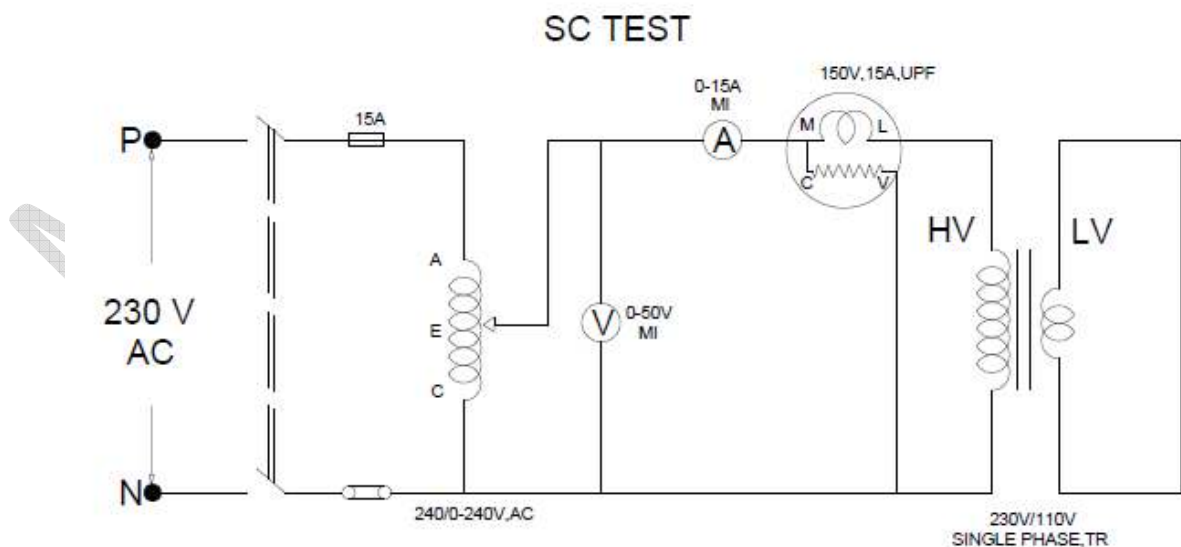 SC TEST
150V,15A,UPF
0-15A
MI
15A
P
M
L
A
C
V
HV
LV
A
230 V
AC
E
V
0-50V
MI
C
N
240/0-240V,AC
230V/110V
SINGLE PHASE,TR